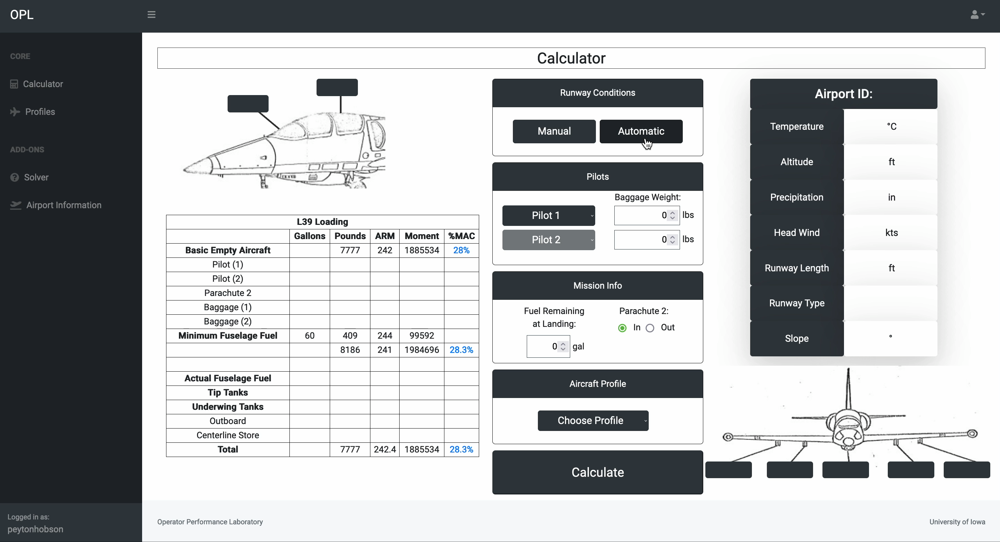 OPL
CORE
Calculator
Profiles
ADD-ONS
Solver
Airport Information
Logged in as:
peytonhobson
Calculator
L39 Loading
Gallons Pounds ARM Moment %MAC
Basic Empty Aircraft 7777 242 1885534 28%
Pilot (1)
Pilot (2)
Parachute 2
Baggage (1)
Baggage (2)
Minimum Fuselage Fuel 60 409 244 99592
8186 241 1984696 28.3%
Actual Fuselage Fuel
Tip Tanks
Underwing Tanks
Outboard
Centerline Store
Total 7777 242.4 1885534 28.3%
Runway Conditions
Manual Automatic
Pilots
Baggage Weight:
Pilot 1 0 lbs
Pilot 2 0 lbs
Mission Info
Fuel Remaining
at Landing:
0 gal
Parachute 2:
In Out
Aircraft Profile
Choose Profile
Calculate
Airport ID:
Temperature °C
Altitude ft
Precipitation in
Head Wind kts
Runway Length ft
Runway Type
Slope °
Operator Performance Laboratory
University of Iowa